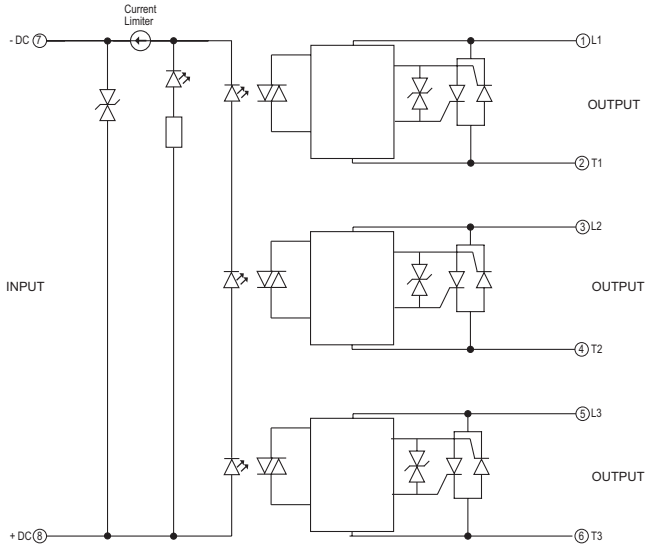 Current
Limiter
- DC 7
1 L1
OUTPUT
2 T1
3 L2
INPUT
OUTPUT
4 T2
5 L3
OUTPUT
+ DC 8
6 T3